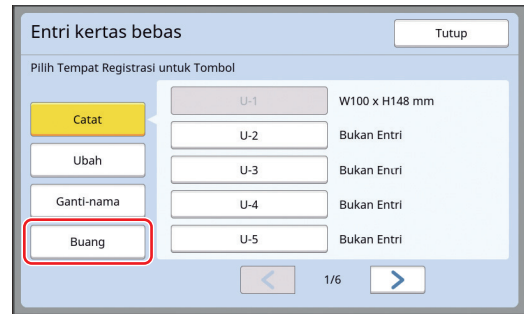 Entri kertas bebas
Tutup
Pilih Tempat Registrasi untuk Tombol
Catat
Ubah
Ganti-nama
Buang
U-1 W100 x H148 mm
U-2 Bukan Entri
U-3 Bukan Entri
U-4 Bukan Entri
U-5 Bukan Entri
1/6